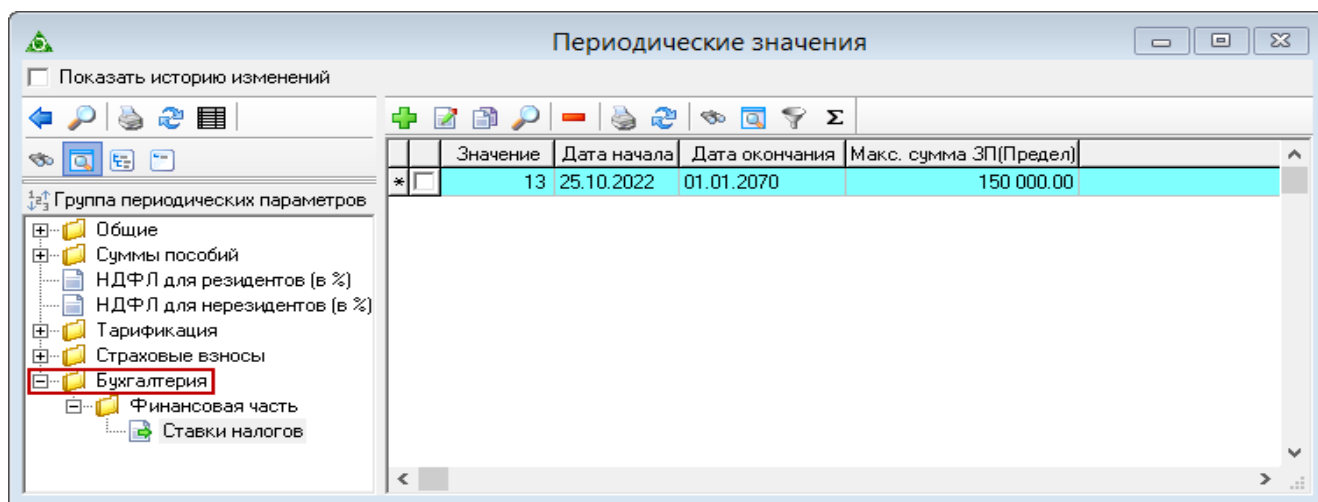 Периодические значения
Показать историю изменений
Значение Дата начала Дата окончания Макс. сумма ЗП(Предел)
* 13 25.10.2022 01.01.2070 150 000.00
Группа периодических параметров
Общие
Суммы пособий
НДФЛ для резидентов (в %)
НДФЛ для нерезидентов (в %)
Тарификация
Страховые взносы
Бухгалтерия
Финансовая часть
Ставки налогов